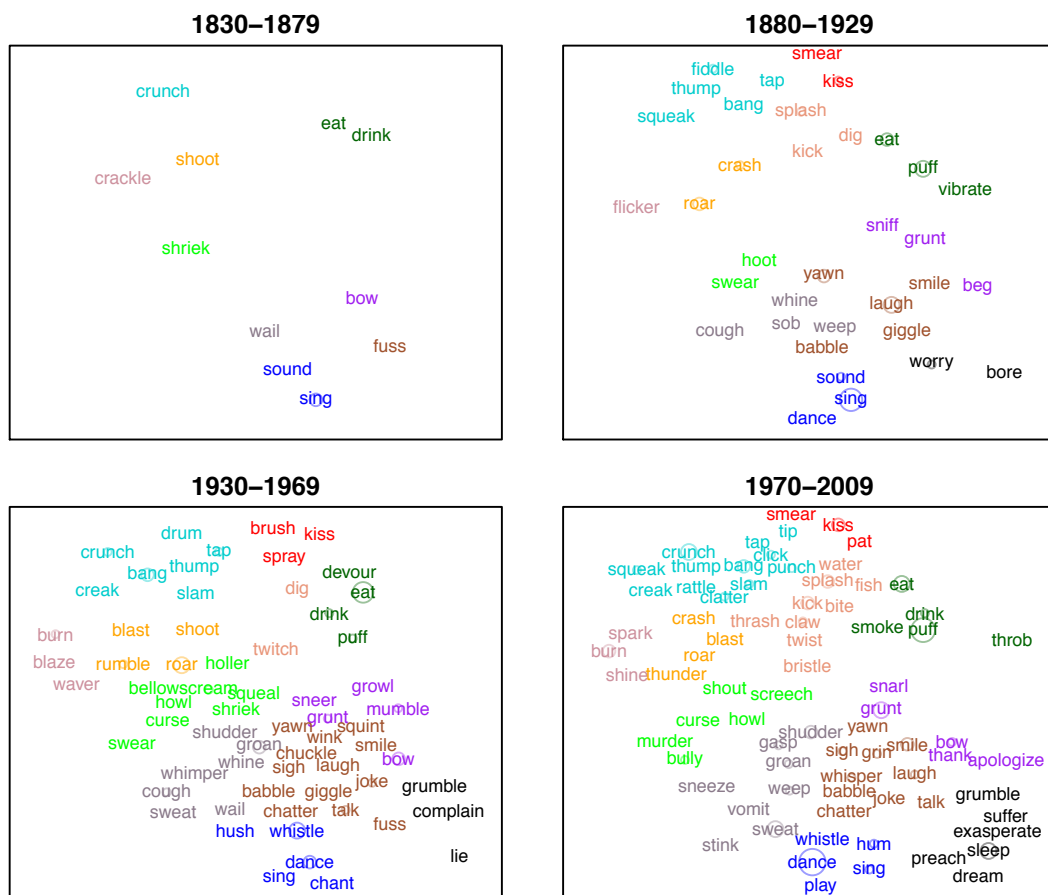 1830–1879
crunch
eat
drink
shoot
crackle
shriek
bow
wail
fuss
sound
sing
1880–1929
smear
fiddle
tap
kiss
thump
bang
splash
squeak
dig
eat
kick
crash
puff
vibrate
flicker
roar
sniff
grunt
hoot
yawn
swear
smile
beg
whine
laugh
cough
sob
weep
giggle
babble
worry
bore
sound
sing
dance
1930–1969
brush
drum
kiss
crunch
tap
spray
thump
bang
devour
creak
slam
dig
eat
drink
burn
blast
shoot
puff
twitch
blaze
rumble
roar
holler
waver
bellow
scream
squeal
growl
howl
sneer
shriek
mumble
curse
grunt
shudder
yawn
squint
swear
groan
wink
smile
chuckle
whine
bow
whimper
sigh
laugh
joke
cough
babble
giggle
grumble
sweat
wail
chatter
talk
complain
fuss
hush
whistle
lie
dance
sing
chant
1970–2009
smear
kiss
tip
tap
pat
crunch
click
squeak
thump
bang
punch
water
creak
rattle
slam
splash
fish
eat
clatter
kick
bite
crash
thrash
claw
drink
spark
blast
twist
smoke
puff
throb
burn
roar
shine
thunder
bristle
shout
screech
snarl
grunt
curse
howl
shudder
yawn
murder
gasp
smile
bow
bully
groan
sigh
grin
thank
apologize
sneeze
weep
whisper
laugh
babble
joke
talk
grumble
vomit
chatter
suffer
sweat
exasperate
stink
whistle
hum
sleep
dance
sing
preach
dream
play